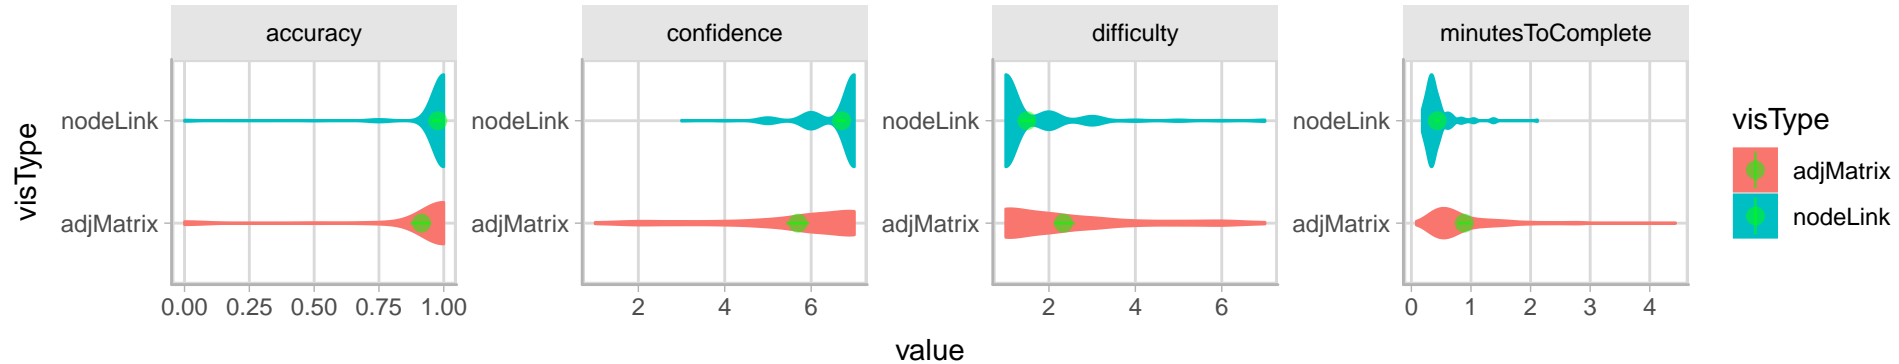 accuracy
confidence
difficulty
minutesToComplete
visType
nodeLink
adjMatrix
nodeLink
adjMatrix
nodeLink
adjMatrix
nodeLink
adjMatrix
0.00 0.25 0.50 0.75 1.00
2 4 6
2 4 6
0 1 2 3 4
value
visType
adjMatrix
nodeLink